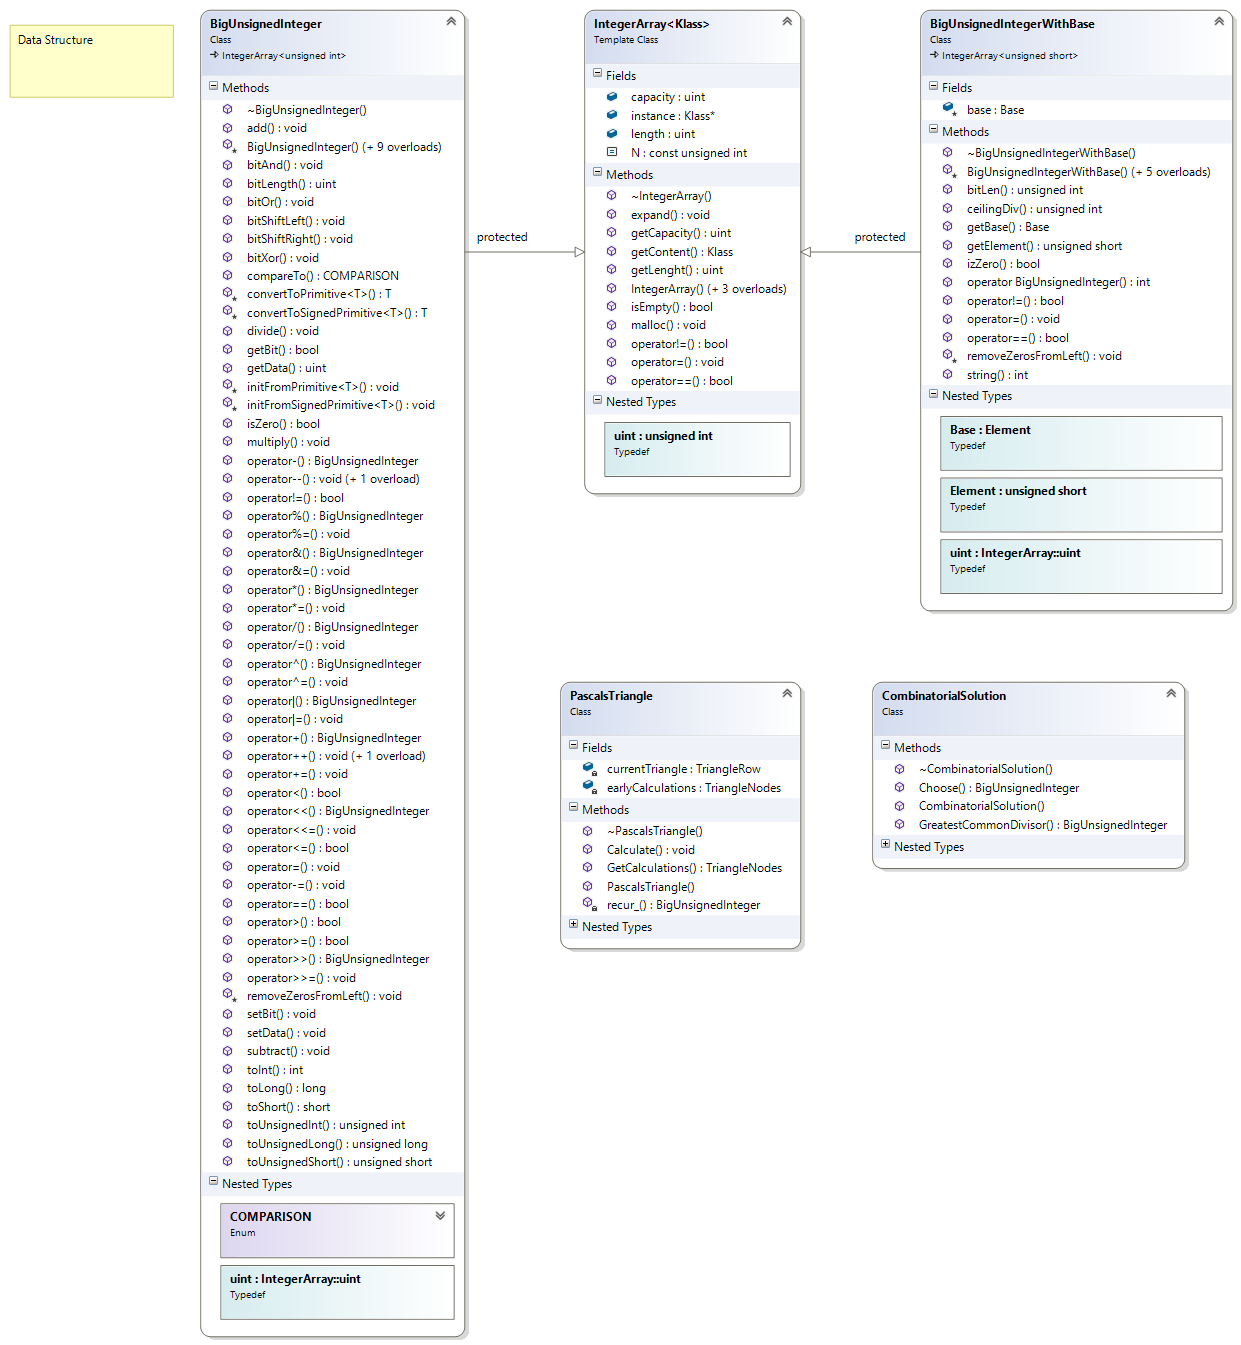 Data Structure
BigUnsignedInteger
Class
IntegerArray<unsigned int>
Methods
~BigUnsignedInteger()
add() : void
BigUnsignedInteger() (+ 9 overloads)
bitAnd() : void
bitLength() : uint
bitOr() : void
bitShiftLeft() : void
bitShiftRight() : void
bitXor() : void
compareTo() : COMPARISON
convertToPrimitive<T>() : T
convertToSignedPrimitive<T>() : T
divide() : void
getBit() : bool
getData() : uint
initFromPrimitive<T>() : void
initFromSignedPrimitive<T>() : void
isZero() : bool
multiply() : void
operator-() : BigUnsignedInteger
operator--() : void (+ 1 overload)
operator!=() : bool
operator%() : BigUnsignedInteger
operator%=() : void
operator&() : BigUnsignedInteger
operator&=() : void
operator*() : BigUnsignedInteger
operator*=() : void
operator/() : BigUnsignedInteger
operator/=() : void
operator^() : BigUnsignedInteger
operator^=() : void
operator|() : BigUnsignedInteger
operator|=() : void
operator+() : BigUnsignedInteger
operator++() : void (+ 1 overload)
operator+=() : void
operator<() : bool
operator<<() : BigUnsignedInteger
operator<<=() : void
operator<=() : bool
operator=() : void
operator-=() : void
operator==() : bool
operator>() : bool
operator>=() : bool
operator>>() : BigUnsignedInteger
operator>>=() : void
removeZerosFromLeft() : void
setBit() : void
setData() : void
subtract() : void
toInt() : int
toLong() : long
toShort() : short
toUnsignedInt() : unsigned int
toUnsignedLong() : unsigned long
toUnsignedShort() : unsigned short
Nested Types
COMPARISON
Enum
uint : IntegerArray::uint
Typedef
protected
IntegerArray<Klass>
Template Class
Fields
capacity : uint
instance : Klass*
length : uint
N : const unsigned int
Methods
~IntegerArray()
expand() : void
getCapacity() : uint
getContent() : Klass
getLenght() : uint
IntegerArray() (+ 3 overloads)
isEmpty() : bool
malloc() : void
operator!=() : bool
operator=() : void
operator==() : bool
Nested Types
uint : unsigned int
Typedef
protected
BigUnsignedIntegerWithBase
Class
IntegerArray<unsigned short>
Fields
base : Base
Methods
~BigUnsignedIntegerWithBase()
BigUnsignedIntegerWithBase() (+ 5 overloads)
bitLen() : unsigned int
ceilingDiv() : unsigned int
getBase() : Base
getElement() : unsigned short
izZero() : bool
operator BigUnsignedInteger() : int
operator!=() : bool
operator=() : void
operator==() : bool
removeZerosFromLeft() : void
string() : int
Nested Types
Base : Element
Typedef
Element : unsigned short
Typedef
uint : IntegerArray::uint
Typedef
PascalsTriangle
Class
Fields
currentTriangle : TriangleRow
earlyCalculations : TriangleNodes
Methods
~PascalsTriangle()
Calculate() : void
GetCalculations() : TriangleNodes
PascalsTriangle()
recur_() : BigUnsignedInteger
Nested Types
CombinatorialSolution
Class
Methods
~CombinatorialSolution()
Choose() : BigUnsignedInteger
CombinatorialSolution()
GreatestCommonDivisor() : BigUnsignedInteger
Nested Types